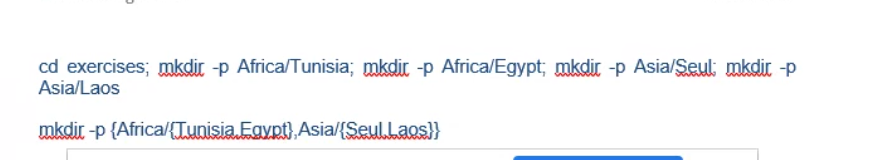 cd exercises; mkdir -p Africa/Tunisia; mkdir -p Africa/Egypt; mkdir -p Asia/Seul; mkdir -p
Asia/Laos
mkdir -p {Africa/{Tunisia,Egypt},Asia/{Seul,Laos}}